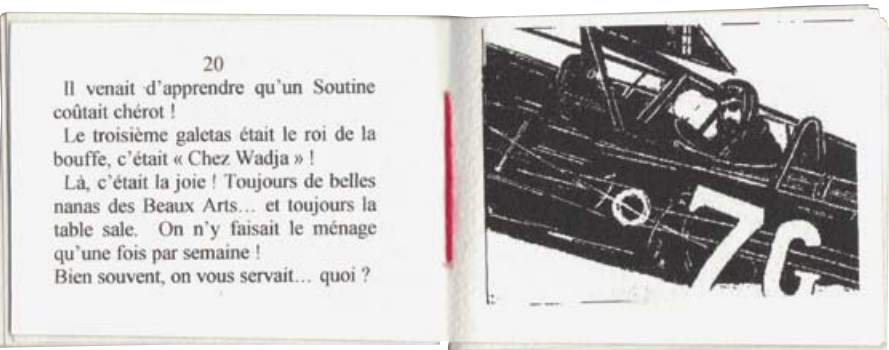 20
Il venait d'apprendre qu'un Soutine
coûtait chérot !
Le troisième galetas était le roi de la
bouffe, c'était « Chez Wadja » !
Là, c'était la joie ! Toujours de belles
nanas des Beaux Arts... et toujours la
table sale. On n'y faisait le ménage
qu'une fois par semaine !
Bien souvent, on vous servait... quoi ?
7G